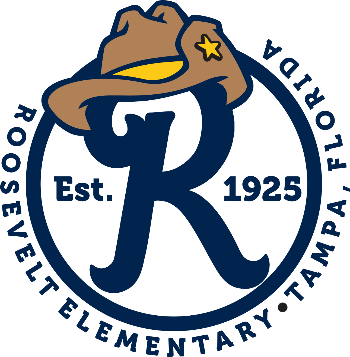 Est. R 1925
ROOSEVELT ELEMENTARY • TAMPA, FLORIDA